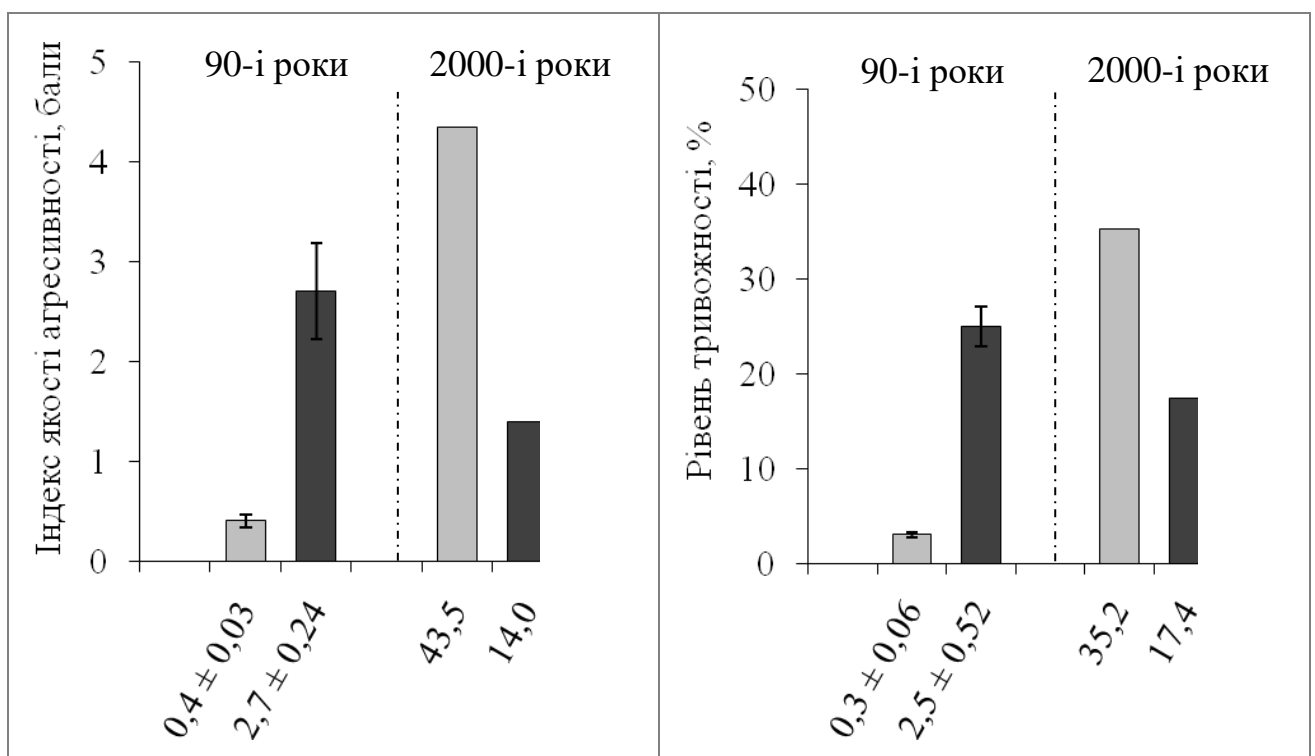 Індекс якості агресивності, бали
90-і роки
2000-і роки
5
4
3
2
1
0
0,4 ± 0,03
2,7 ± 0,24
43,5
14,0
Рівень тривожності, %
90-і роки
2000-і роки
50
40
30
20
10
0
0,3 ± 0,06
2,5 ± 0,52
35,2
17,4